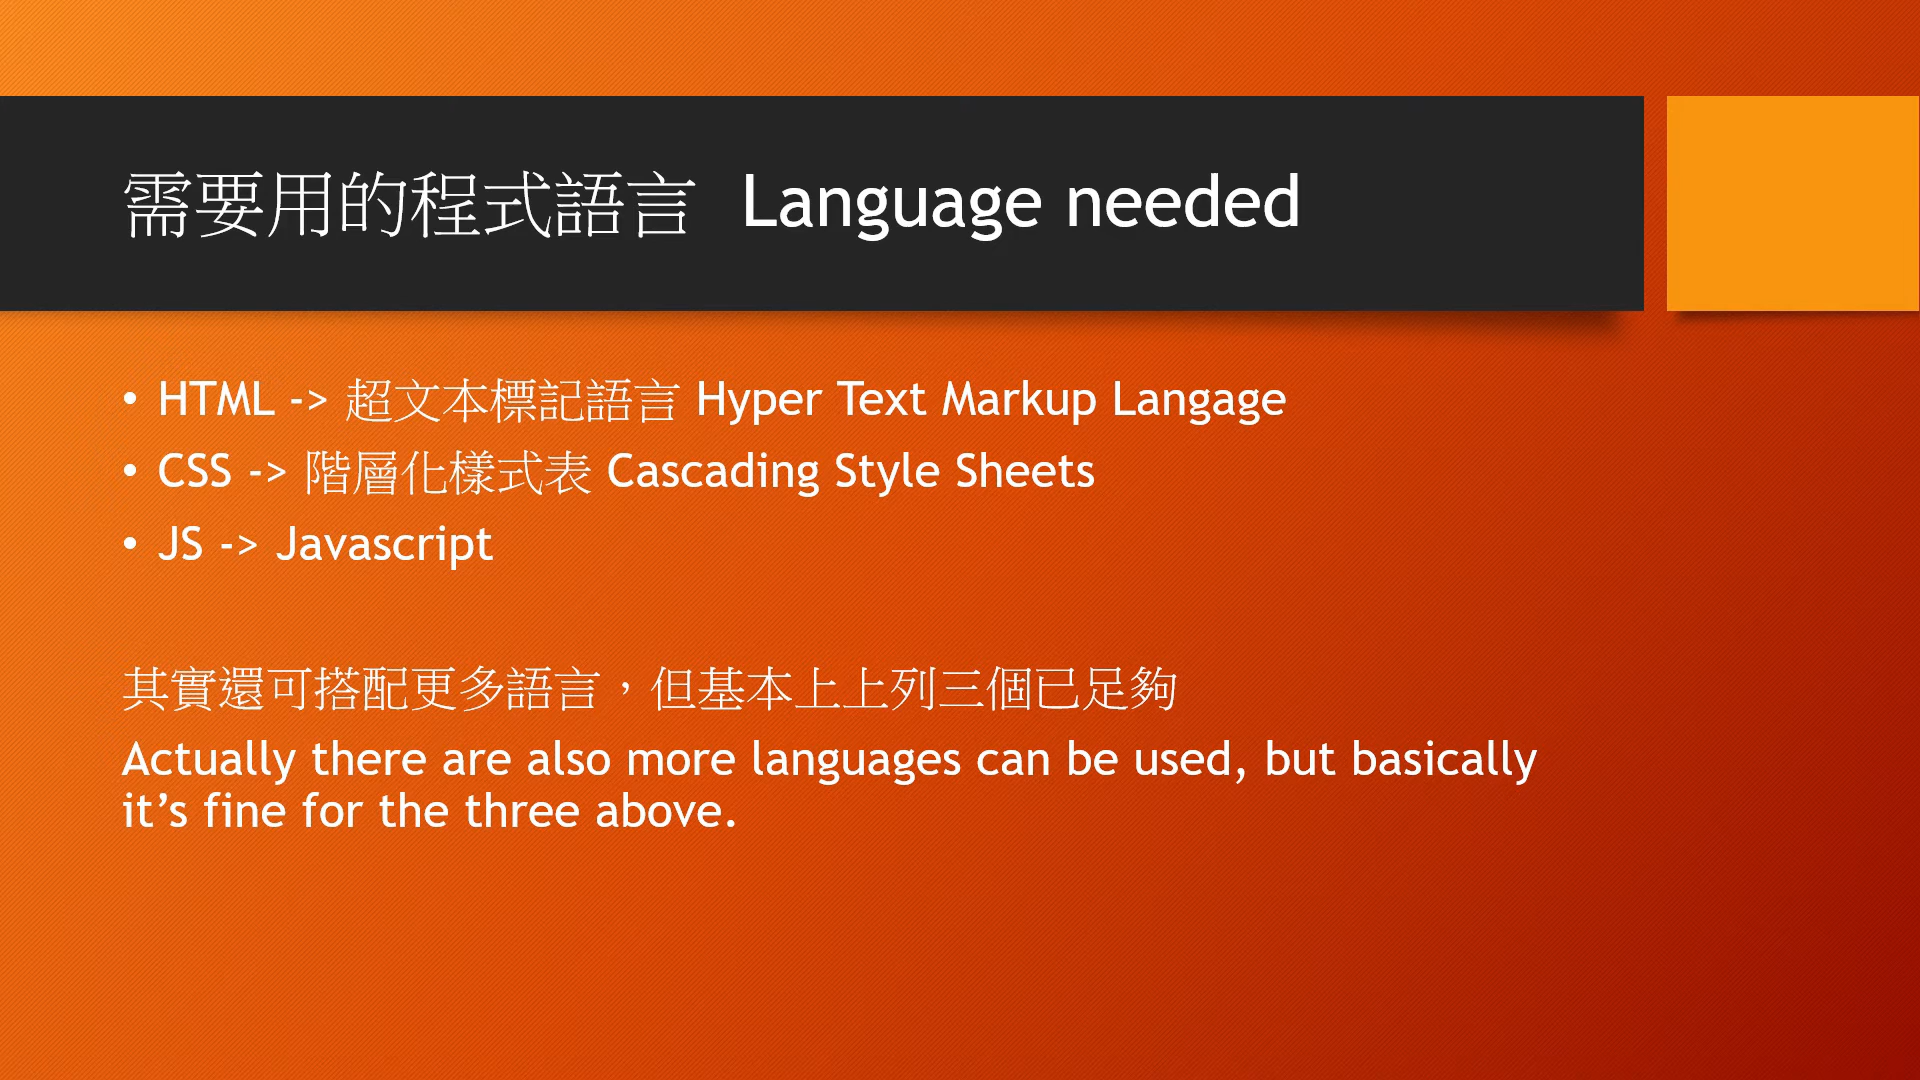 需要用的程式語言 Language needed
• HTML -> 超文本標記語言 Hyper Text Markup Langage
• CSS -> 階層化樣式表 Cascading Style Sheets
• JS -> Javascript
其實還可搭配更多語言，但基本上上列三個已足夠
Actually there are also more languages can be used, but basically
it’s fine for the three above.